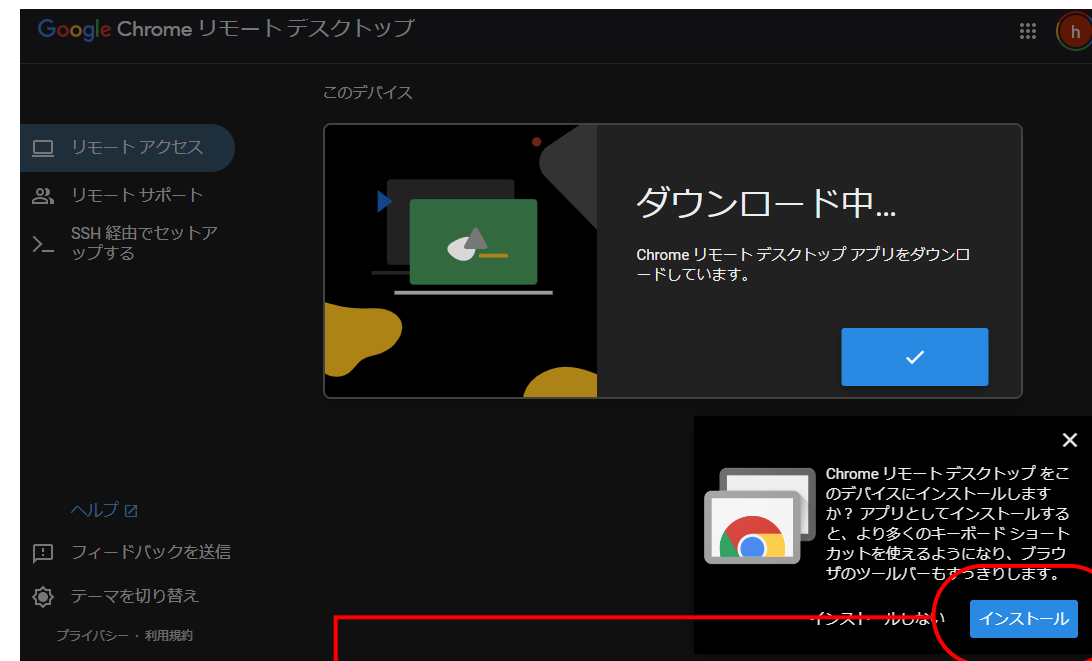 Google Chrome リモート デスクトップ
h
このデバイス
リモート アクセス
リモート サポート
SSH 経由でセットア
ップする
ダウンロード中...
Chrome リモート デスクトップ アプリをダウンロ
ードしています。
Chrome リモート デスクトップ をこ
のデバイスにインストールします
か？ アプリとしてインストールする
と、より多くのキーボード ショート
カットを使えるようになり、ブラウ
ザのツールバーもすっきりします。
インストールしない
インストール
ヘルプ
フィードバックを送信
テーマを切り替え
プライバシー・利用規約